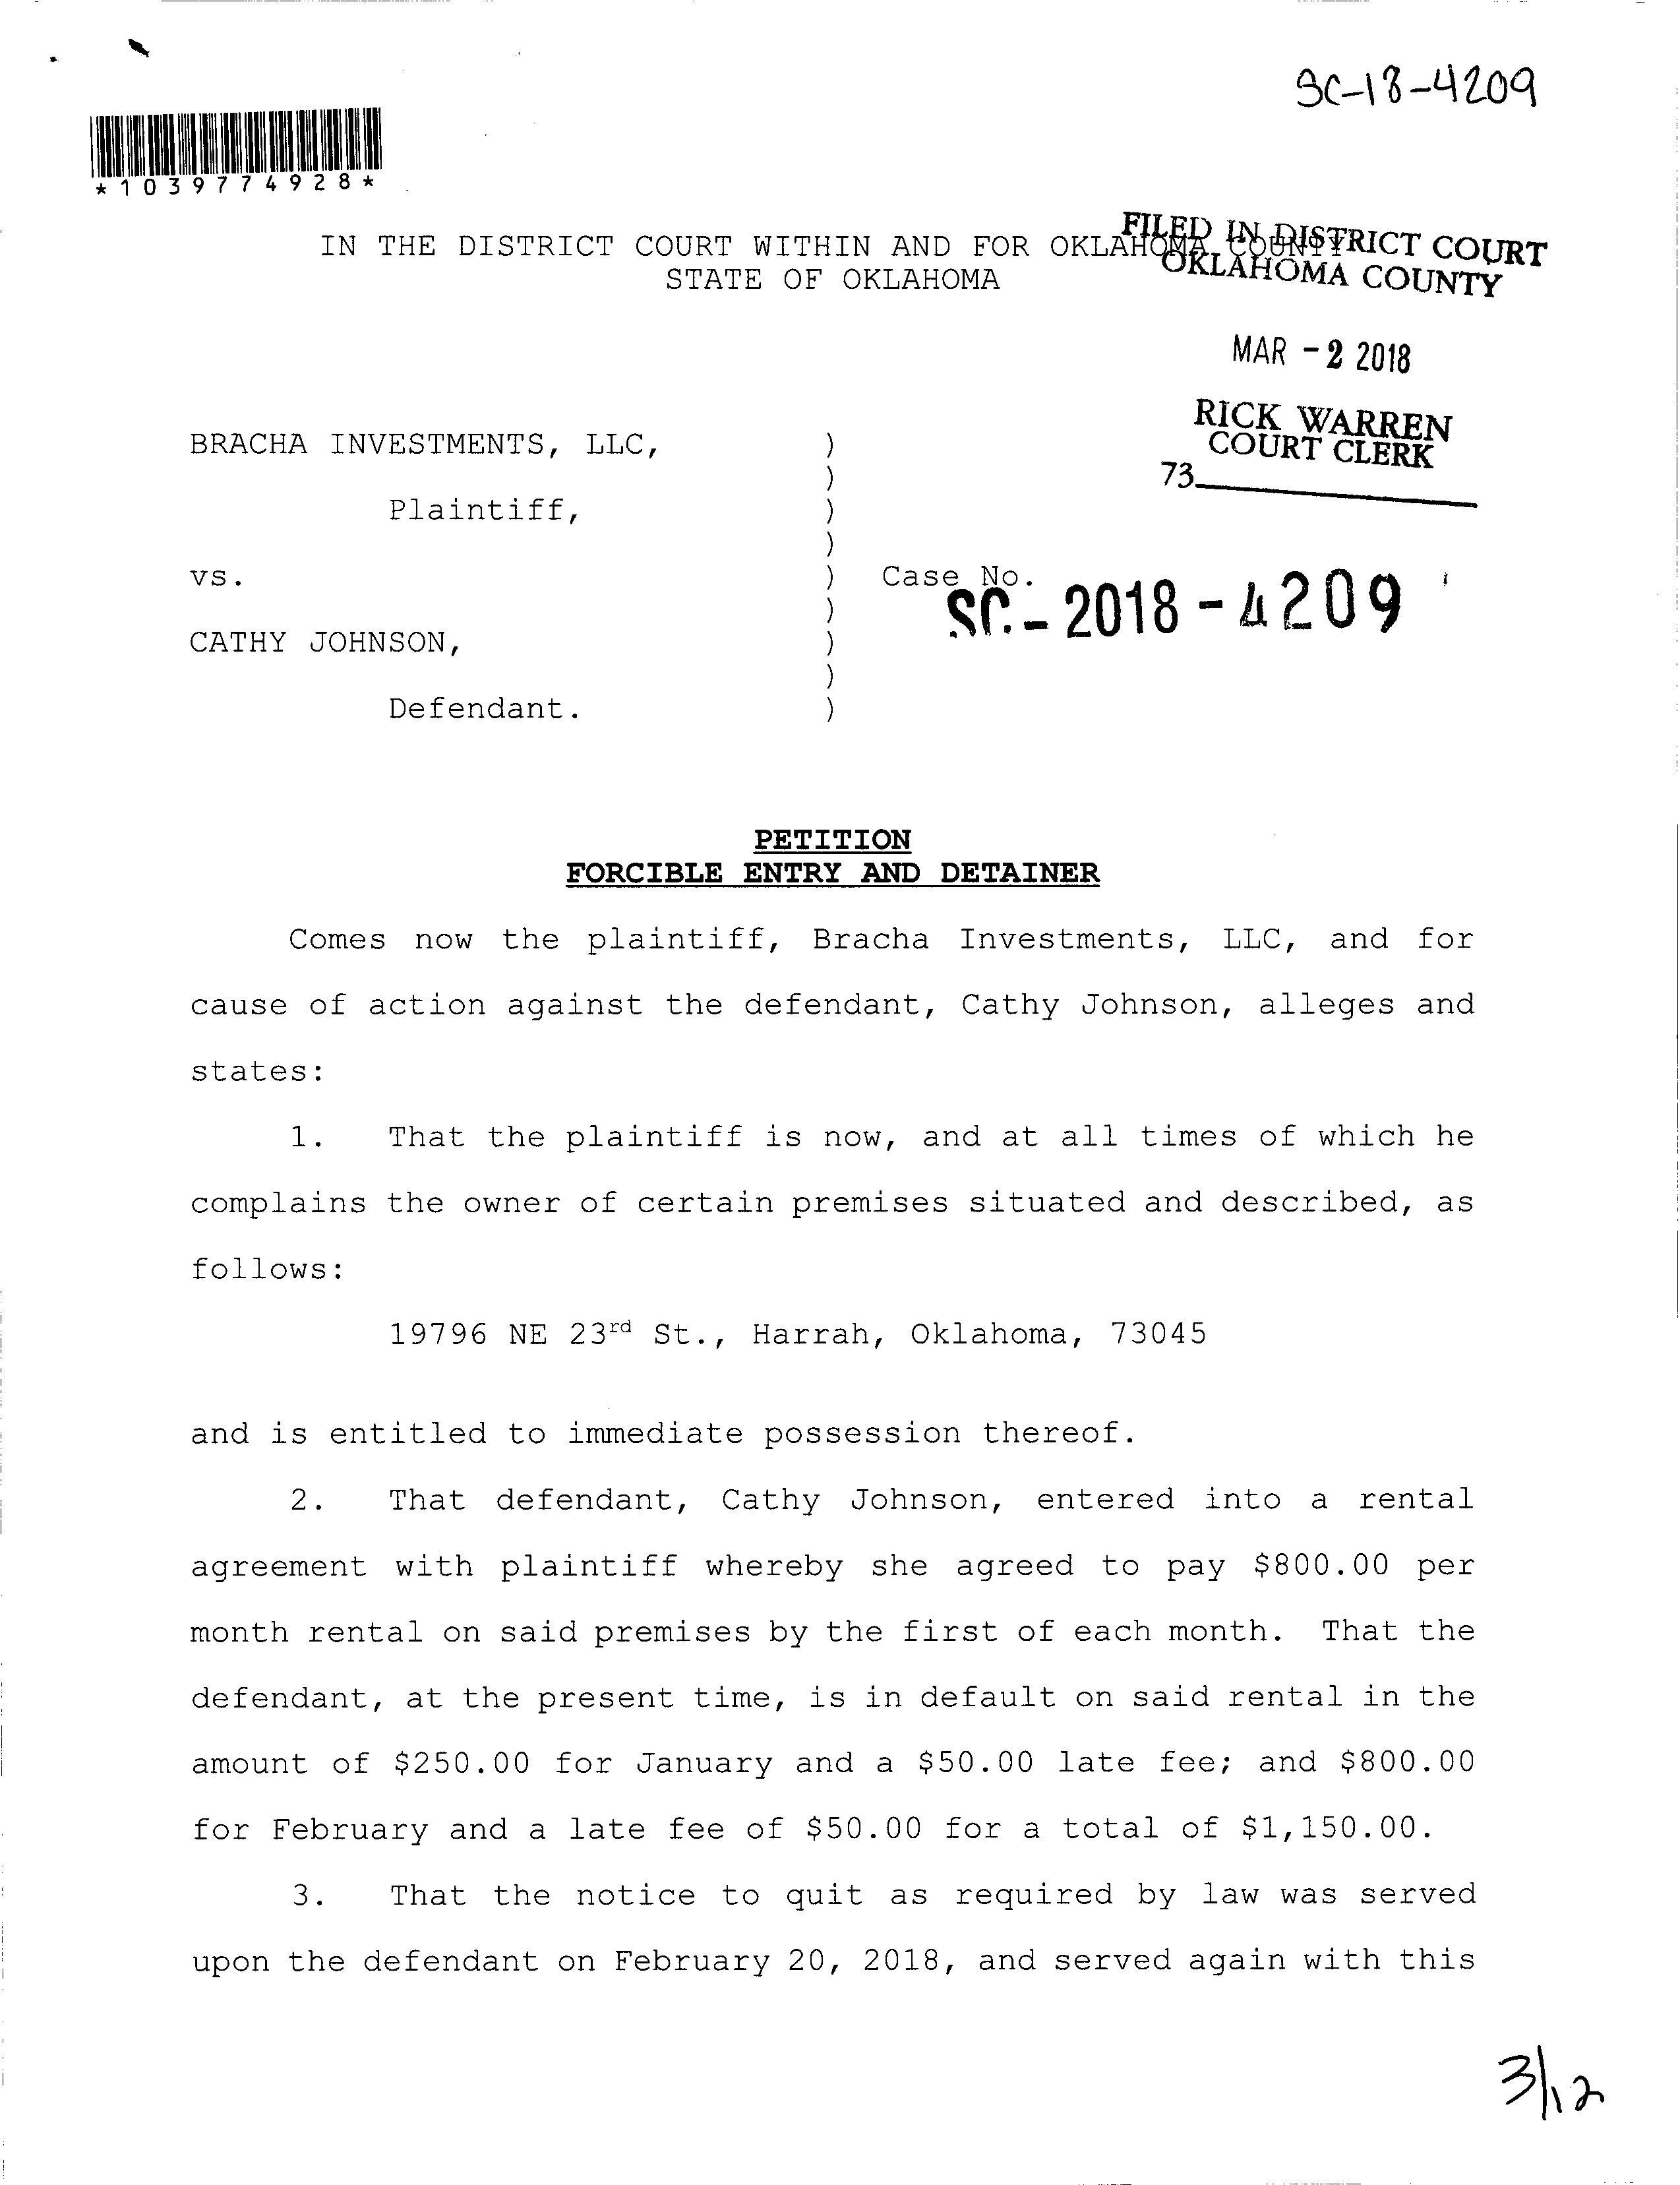 SC-18-4209
*1039774928*
IN THE DISTRICT COURT WITHIN AND FOR OKLAHOMA COUNTY
STATE OF OKLAHOMA
FILED IN DISTRICT COURT
OKLAHOMA COUNTY
MAR - 2 2018
RICK WARREN
COURT CLERK
73
BRACHA INVESTMENTS, LLC, )
)
Plaintiff, )
)
vs. ) Case No. SC - 2018 - 4209
)
CATHY JOHNSON, )
)
Defendant. )
PETITION
FORCIBLE ENTRY AND DETAINER
Comes now the plaintiff, Bracha Investments, LLC, and for
cause of action against the defendant, Cathy Johnson, alleges and
states:
1. That the plaintiff is now, and at all times of which he
complains the owner of certain premises situated and described, as
follows:
19796 NE 23rd St., Harrah, Oklahoma, 73045
and is entitled to immediate possession thereof.
2. That defendant, Cathy Johnson, entered into a rental
agreement with plaintiff whereby she agreed to pay $800.00 per
month rental on said premises by the first of each month. That the
defendant, at the present time, is in default on said rental in the
amount of $250.00 for January and a $50.00 late fee; and $800.00
for February and a late fee of $50.00 for a total of $1,150.00.
3. That the notice to quit as required by law was served
upon the defendant on February 20, 2018, and served again with this
3/12